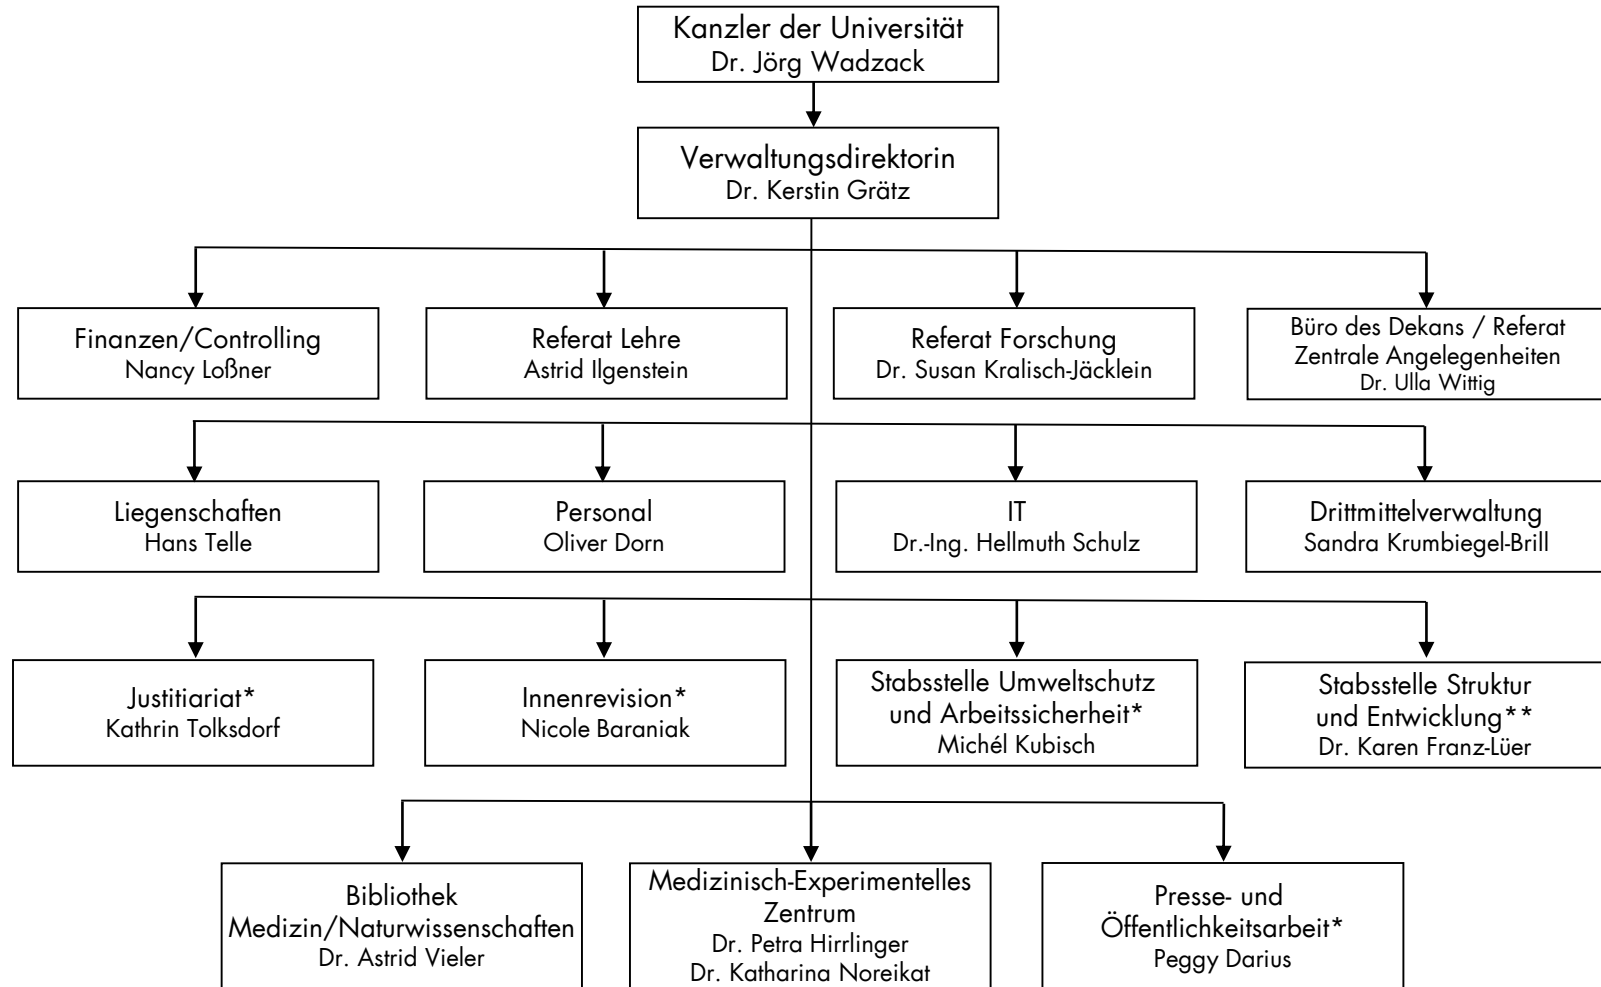 Kanzler der Universität
Dr. Jörg Wadzack
Verwaltungsdirektorin
Dr. Kerstin Grätz
Finanzen/Controlling
Nancy Loßner
Referat Lehre
Astrid Ilgenstein
Referat Forschung
Dr. Susan Kralisch-Jäcklein
Büro des Dekans / Referat
Zentrale Angelegenheiten
Dr. Ulla Wittig
Liegenschaften
Hans Telle
Personal
Oliver Dorn
IT
Dr.-Ing. Hellmuth Schulz
Drittmittelverwaltung
Sandra Krumbiegel-Brill
Justitiariat*
Kathrin Tolksdorf
Innenrevision*
Nicole Baraniak
Stabsstelle Umweltschutz
und Arbeitssicherheit*
Michél Kubisch
Stabsstelle Struktur
und Entwicklung**
Dr. Karen Franz-Lüer
Bibliothek
Medizin/Naturwissenschaften
Dr. Astrid Vieler
Medizinisch-Experimentelles
Zentrum
Dr. Petra Hirrlinger
Dr. Katharina Noreikat
Presse- und
Öffentlichkeitsarbeit*
Peggy Darius